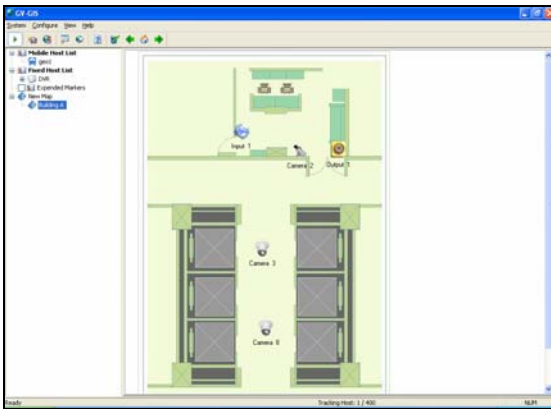 GV-GIS
System Configure View Help
Mobile Host List
geo1
Fixed Host List
DVR
Expended Markers
New Map
Building A
Input 1
Camera 2
Output 1
Camera 3
Camera 8
Ready
Tracking Host: 1 / 400
NUM